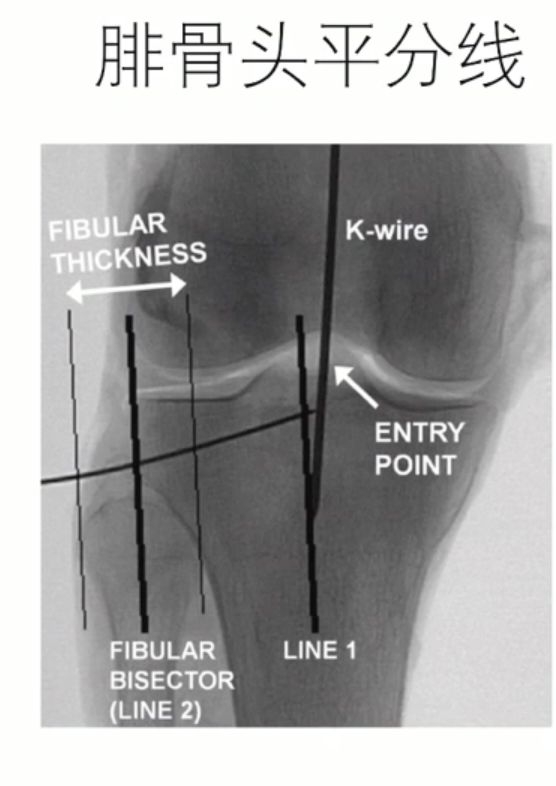 腓骨头平分线
FIBULAR
THICKNESS
K-wire
ENTRY
POINT
FIBULAR
BISECTOR
(LINE 2)
LINE 1